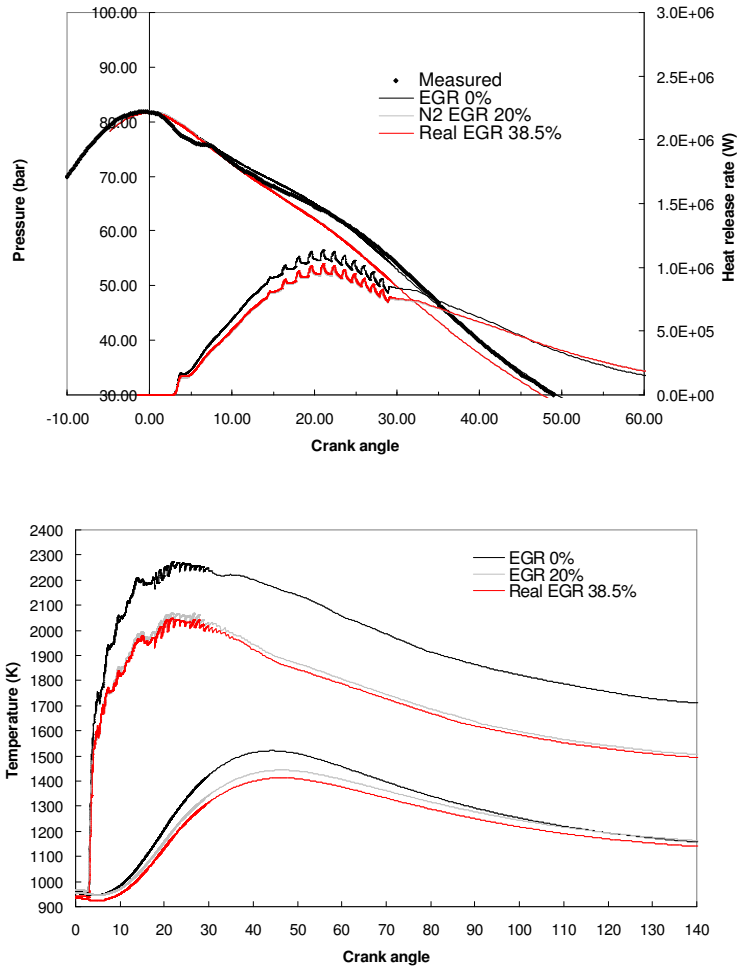 100.00
90.00
80.00
70.00
60.00
50.00
40.00
30.00
Pressure (bar)
3.0E+06
2.5E+06
2.0E+06
1.5E+06
1.0E+06
5.0E+05
0.0E+00
Heat release rate (W)
Measured
EGR 0%
N2 EGR 20%
Real EGR 38.5%
-10.00 0.00 10.00 20.00 30.00 40.00 50.00 60.00
Crank angle
2400
2300
2200
2100
2000
1900
1800
1700
1600
1500
1400
1300
1200
1100
1000
900
Temperature (K)
EGR 0%
EGR 20%
Real EGR 38.5%
0 10 20 30 40 50 60 70 80 90 100 110 120 130 140
Crank angle